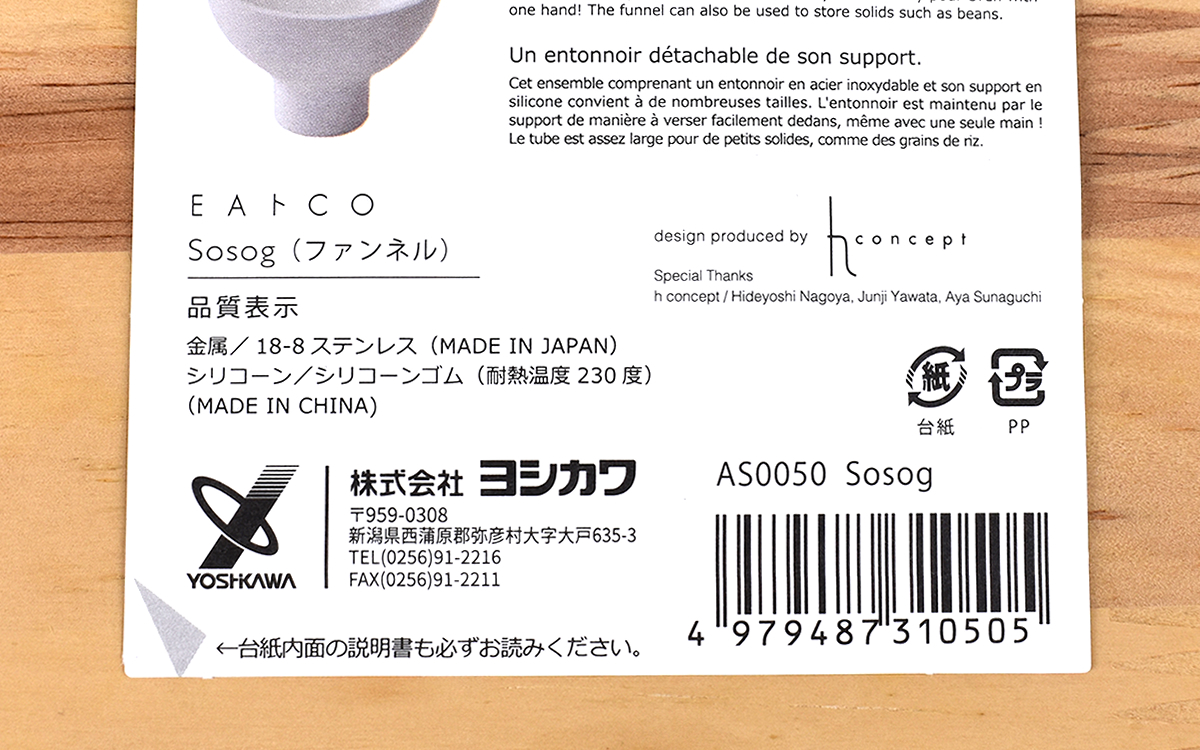 one hand! The funnel can also be used to store solids such as beans.
Un entonnoir détachable de son support.
Cet ensemble comprenant un entonnoir en acier inoxydable et son support en
silicone convient à de nombreuses tailles. L'entonnoir est maintenu par le
support de manière à verser facilement dedans, même avec une seule main !
Le tube est assez large pour de petits solides, comme des grains de riz.
EAトCO
Sosog（ファンネル）
品質表示
金属／ 18-8 ステンレス（MADE IN JAPAN）
シリコーン／シリコーンゴム（耐熱温度 230 度）
（MADE IN CHINA）
design produced by h concept
Special Thanks
h concept / Hideyoshi Nagoya, Junji Yawata, Aya Sunaguchi
紙
台紙
プラ
PP
YOSHIKAWA
株式会社 ヨシカワ
〒959-0308
新潟県西蒲原郡弥彦村大字大戸635-3
TEL(0256)91-2216
FAX(0256)91-2211
AS0050 Sosog
4 979487 310505
←台紙内面の説明書も必ずお読みください。